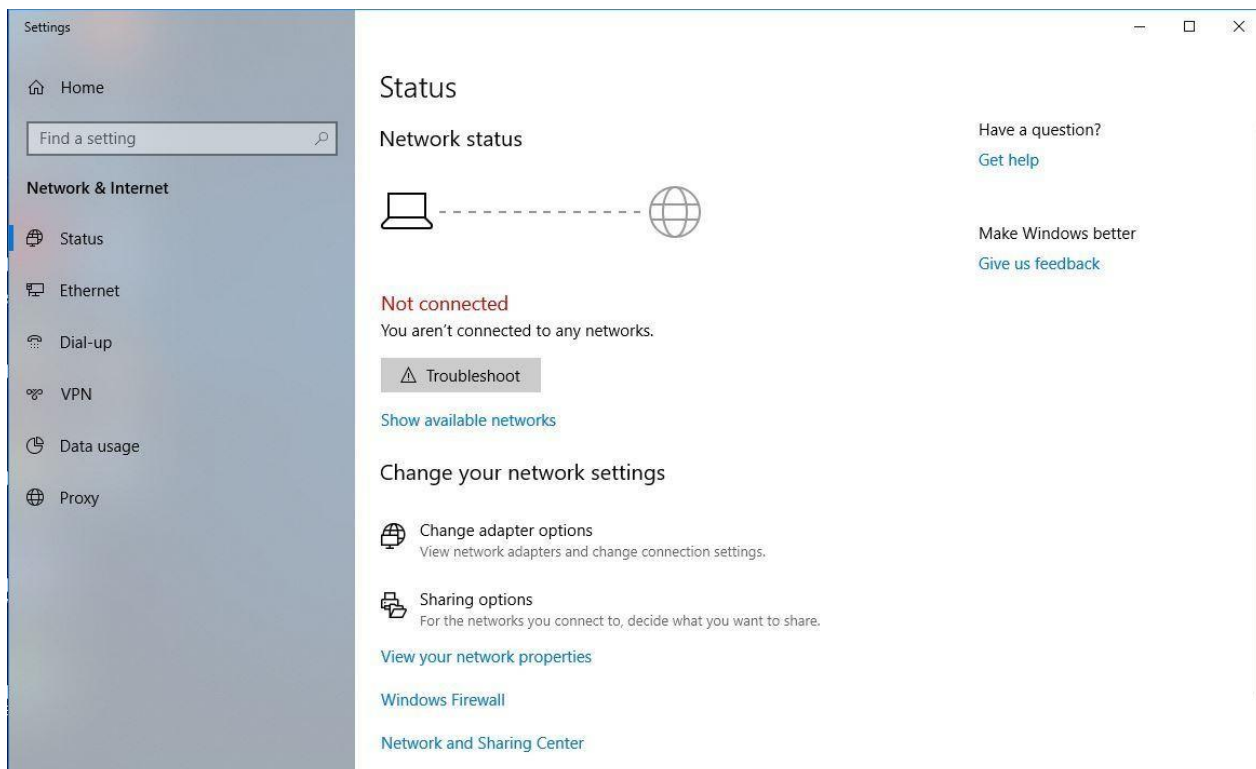 Settings
Home
Find a setting
Network & Internet
Status
Ethernet
Dial-up
VPN
Data usage
Proxy
Status
Network status
Not connected
You aren’t connected to any networks.
Troubleshoot
Show available networks
Change your network settings
Change adapter options
View network adapters and change connection settings.
Sharing options
For the networks you connect to, decide what you want to share.
View your network properties
Windows Firewall
Network and Sharing Center
Have a question?
Get help
Make Windows better
Give us feedback